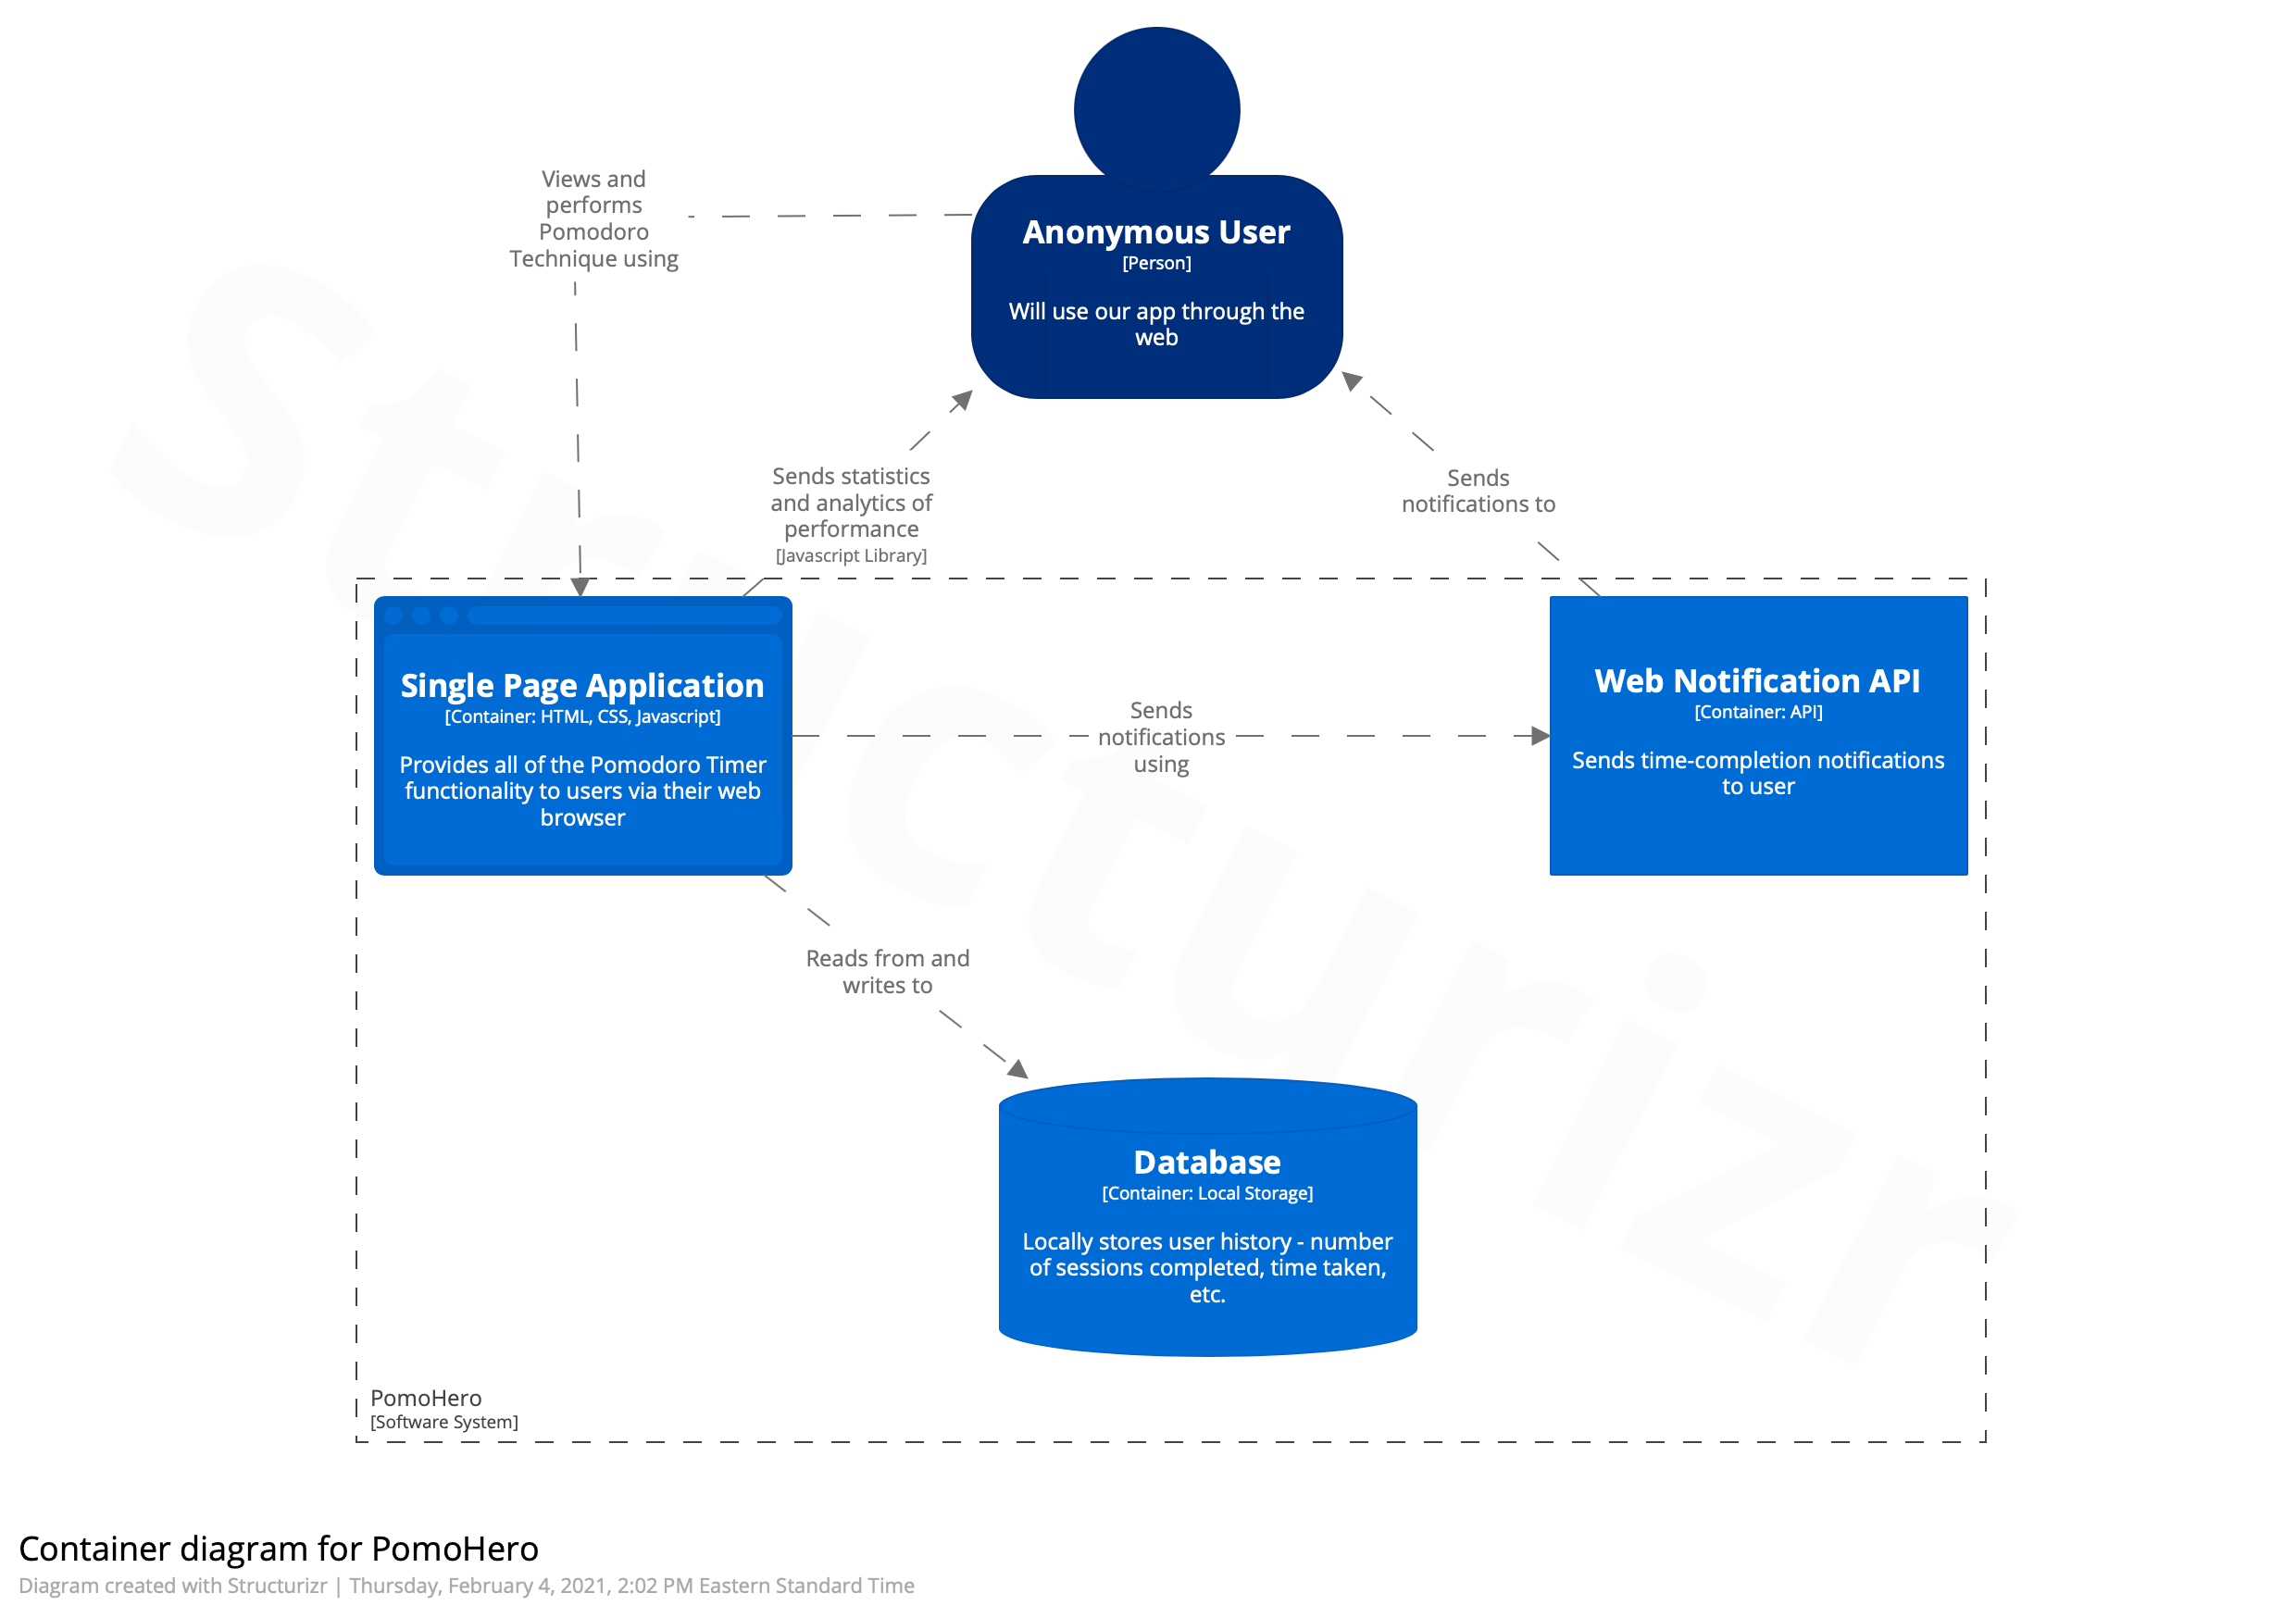 Anonymous User
[Person]
Will use our app through the
web
Views and
performs
Pomodoro
Technique using
Sends statistics
and analytics of
performance
[Javascript Library]
Sends
notifications to
Single Page Application
[Container: HTML, CSS, Javascript]
Provides all of the Pomodoro Timer
functionality to users via their web
browser
Sends
notifications
using
Web Notification API
[Container: API]
Sends time-completion notifications
to user
Reads from and
writes to
Database
[Container: Local Storage]
Locally stores user history - number
of sessions completed, time taken,
etc.
PomoHero
[Software System]
Container diagram for PomoHero
Diagram created with Structurizr | Thursday, February 4, 2021, 2:02 PM Eastern Standard Time
Structurizr